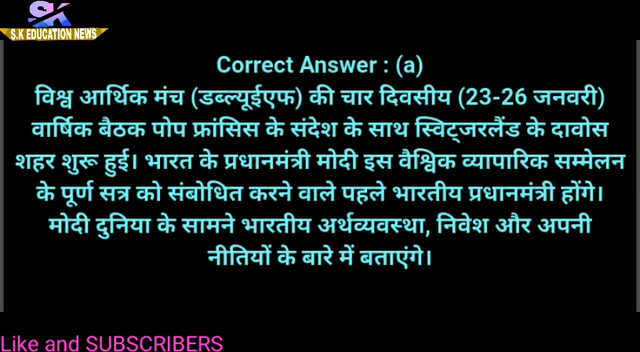 SK
S.K EDUCATION NEWS
Correct Answer : (a)
विश्व आर्थिक मंच (डब्ल्यूईएफ) की चार दिवसीय (23-26 जनवरी)
वार्षिक बैठक पोप फ्रांसिस के संदेश के साथ स्विट्जरलैंड के दावोस
शहर शुरू हुई। भारत के प्रधानमंत्री मोदी इस वैश्विक व्यापारिक सम्मेलन
के पूर्ण सत्र को संबोधित करने वाले पहले भारतीय प्रधानमंत्री होंगे।
मोदी दुनिया के सामने भारतीय अर्थव्यवस्था, निवेश और अपनी
नीतियों के बारे में बताएंगे।
Like and SUBSCRIBERS